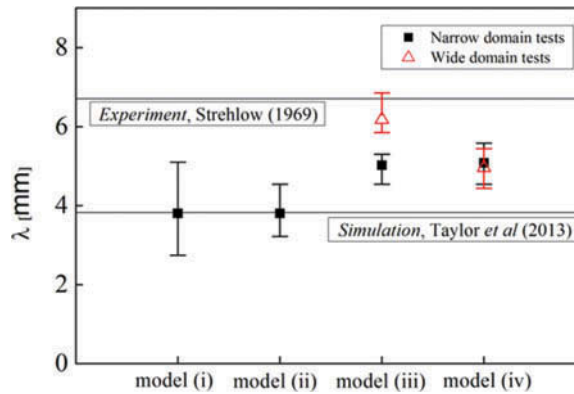 8
6
4
2
0
λ [mm]
Narrow domain tests
Wide domain tests
Experiment, Strehlow (1969)
Simulation, Taylor et al (2013)
model (i) model (ii) model (iii) model (iv)